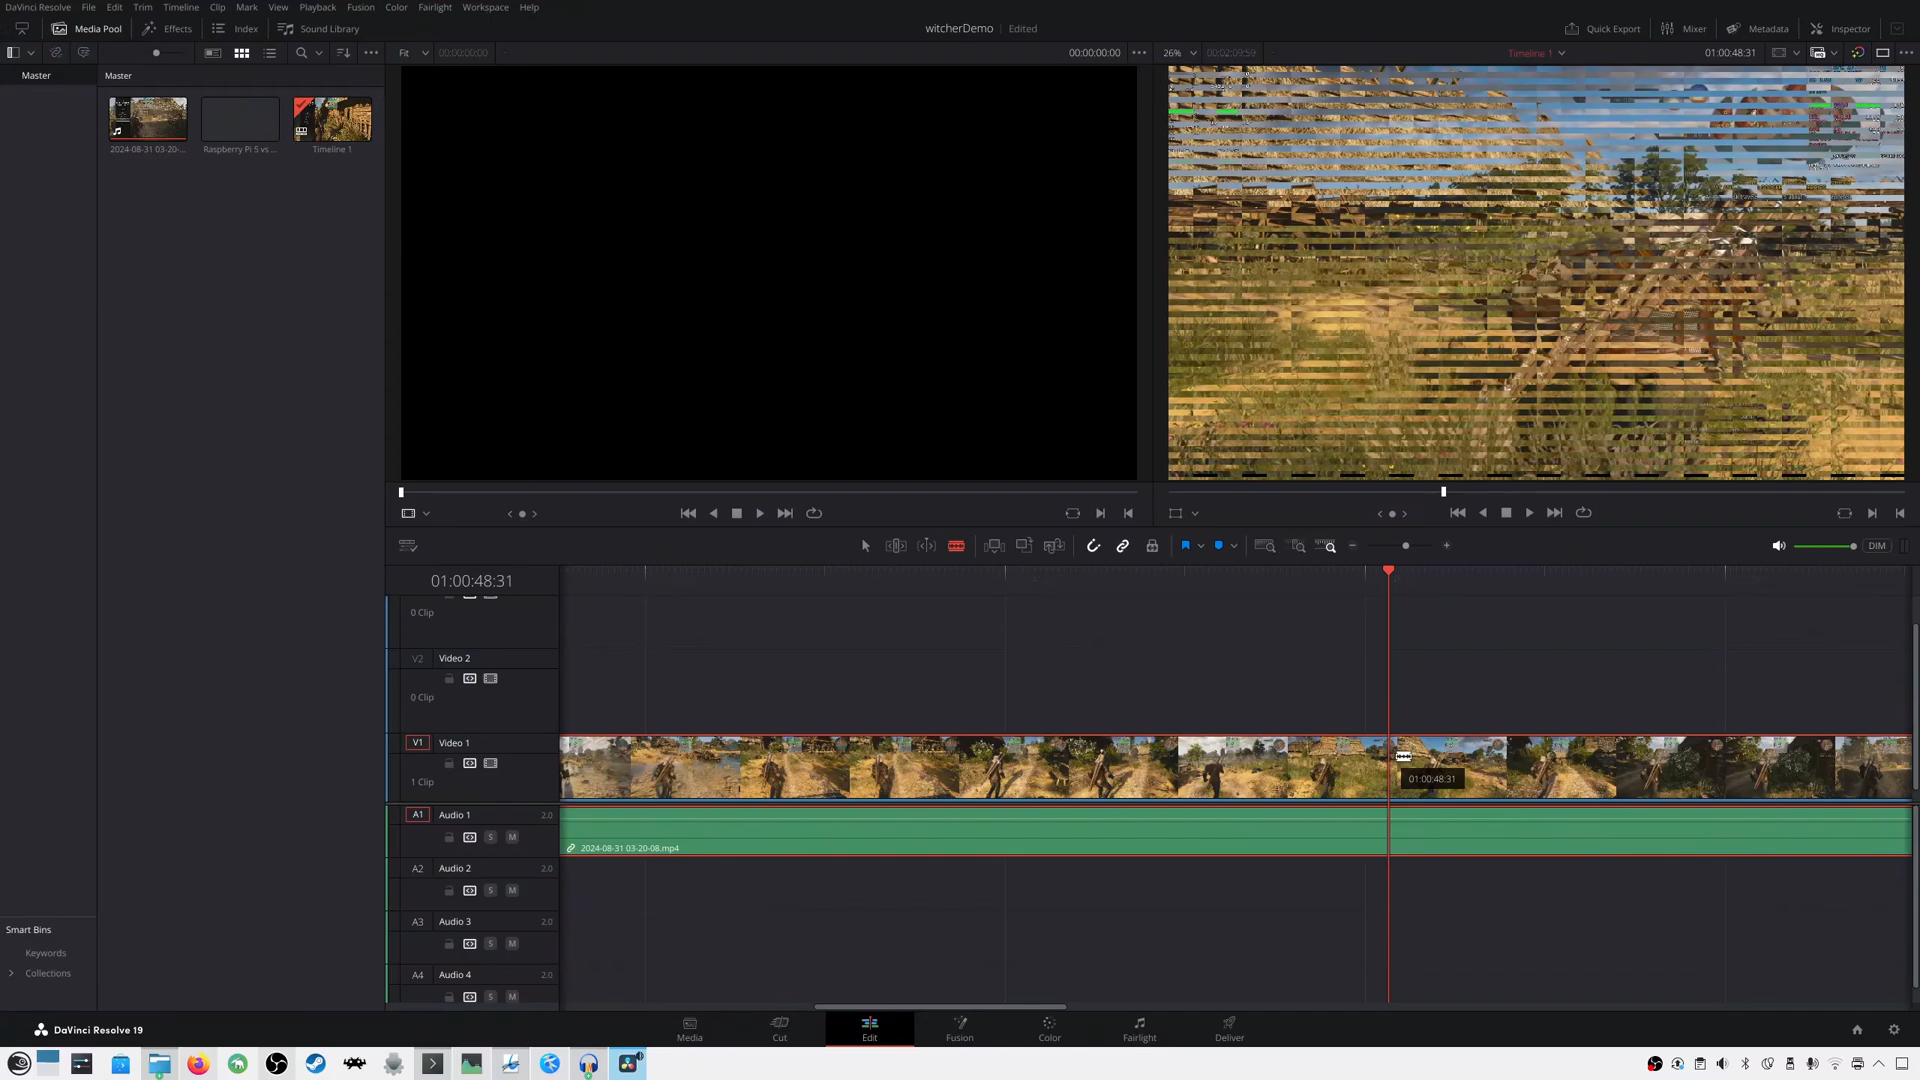 DaVinci Resolve File Edit Trim Timeline Clip Mark View Playback Fusion Color Fairlight Workspace Help
Media Pool Effects Index Sound Library witcherDemo Edited Quick Export Mixer Metadata Inspector
Fit 00:00:00:00 00:00:00:00 26% 00:02:09:59 Timeline 1 01:00:48:31
Master
Master
2024-08-31 03-20-...
Raspberry Pi 5 vs ...
Timeline 1
DIM
01:00:48:31
0 Clip
V2 Video 2
0 Clip
V1 Video 1
1 Clip
01:00:48:31
A1 Audio 1 2.0
S M
2024-08-31 03-20-08.mp4
A2 Audio 2 2.0
S M
A3 Audio 3 2.0
S M
A4 Audio 4 2.0
S M
Smart Bins
Keywords
Collections
DaVinci Resolve 19
Media Cut Edit Fusion Color Fairlight Deliver